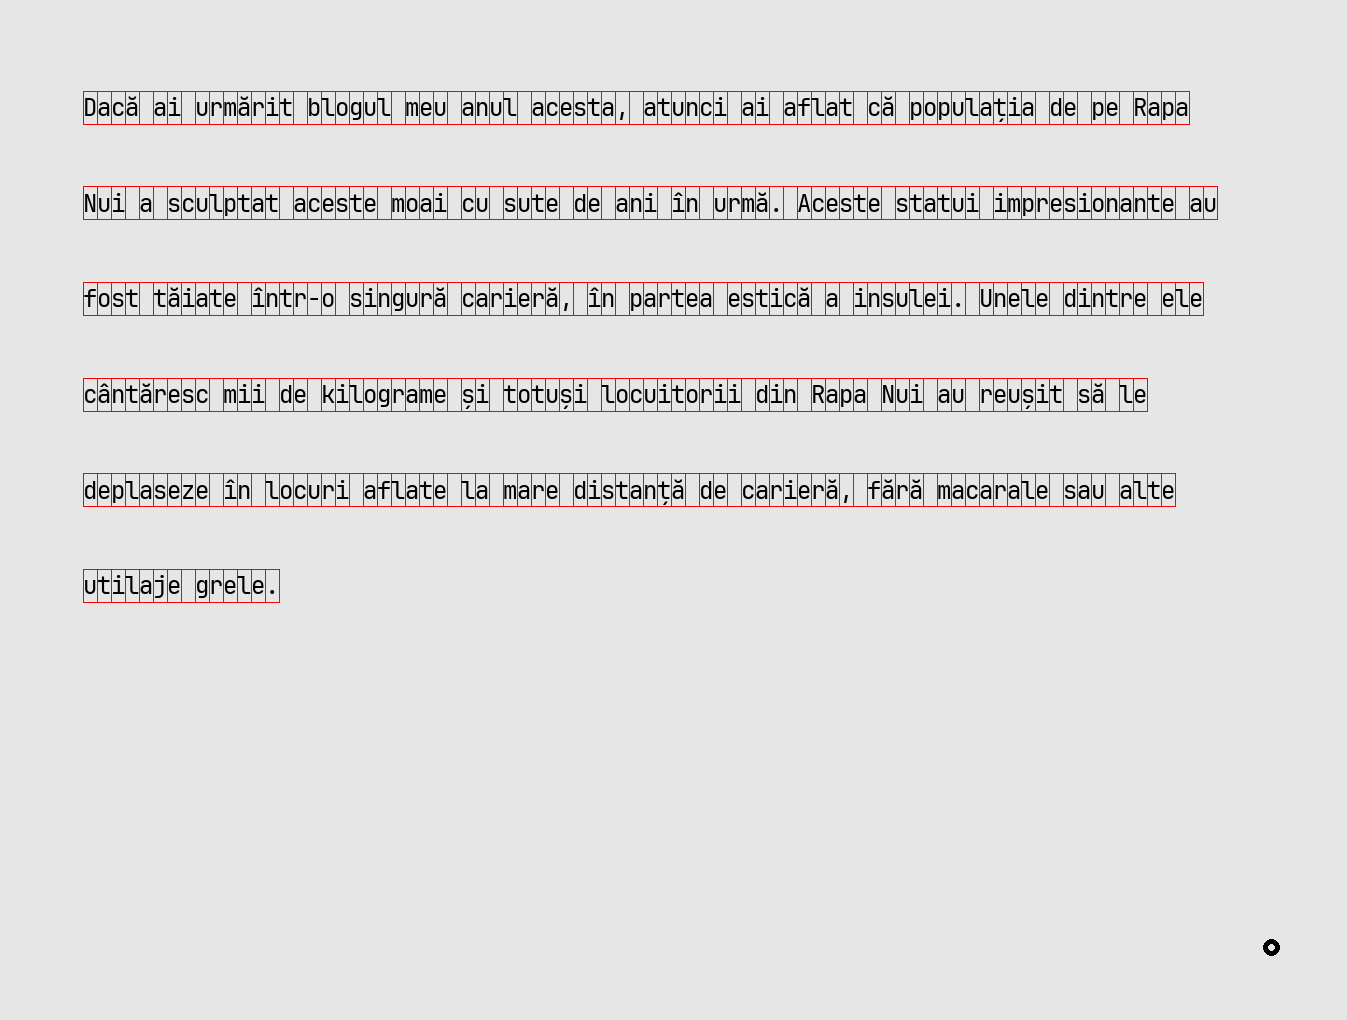 Dacă ai urmărit blogul meu anul acesta, atunci ai aflat că populația de pe Rapa
Nui a sculptat aceste moai cu sute de ani în urmă. Aceste statui impresionante au
fost tăiate într-o singură carieră, în partea estică a insulei. Unele dintre ele
cântăresc mii de kilograme și totuși locuitorii din Rapa Nui au reușit să le
deplaseze în locuri aflate la mare distanță de carieră, fără macarale sau alte
utilaje grele.